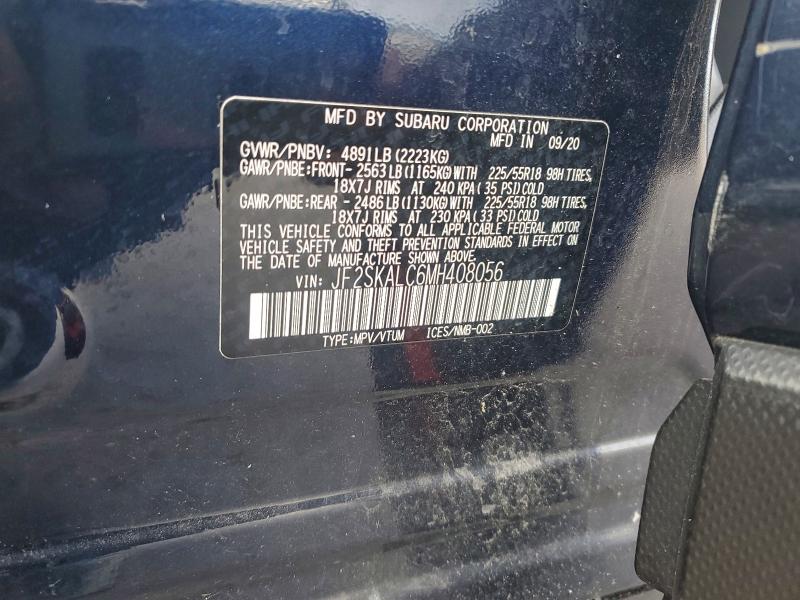 MFD BY SUBARU CORPORATION
MFD IN 09/20
GVWR/PNBV: 4891LB (2223KG)
GAWR/PNBE:FRONT- 2563LB (1165KG)WITH 225/55R18 98H TIRES,
18X7J RIMS AT 240 KPA (35 PSI)COLD
GAWR/PNBE:REAR - 2486LB (1130KG)WITH 225/55R18 98H TIRES,
18X7J RIMS AT 230 KPA (33 PSI)COLD
THIS VEHICLE CONFORMS TO ALL APPLICABLE FEDERAL MOTOR
VEHICLE SAFETY AND THEFT PREVENTION STANDARDS IN EFFECT ON
THE DATE OF MANUFACTURE SHOWN ABOVE.
VIN: JF2SKALC6MH408056
TYPE:MPV/VTUM ICES/NMB-002